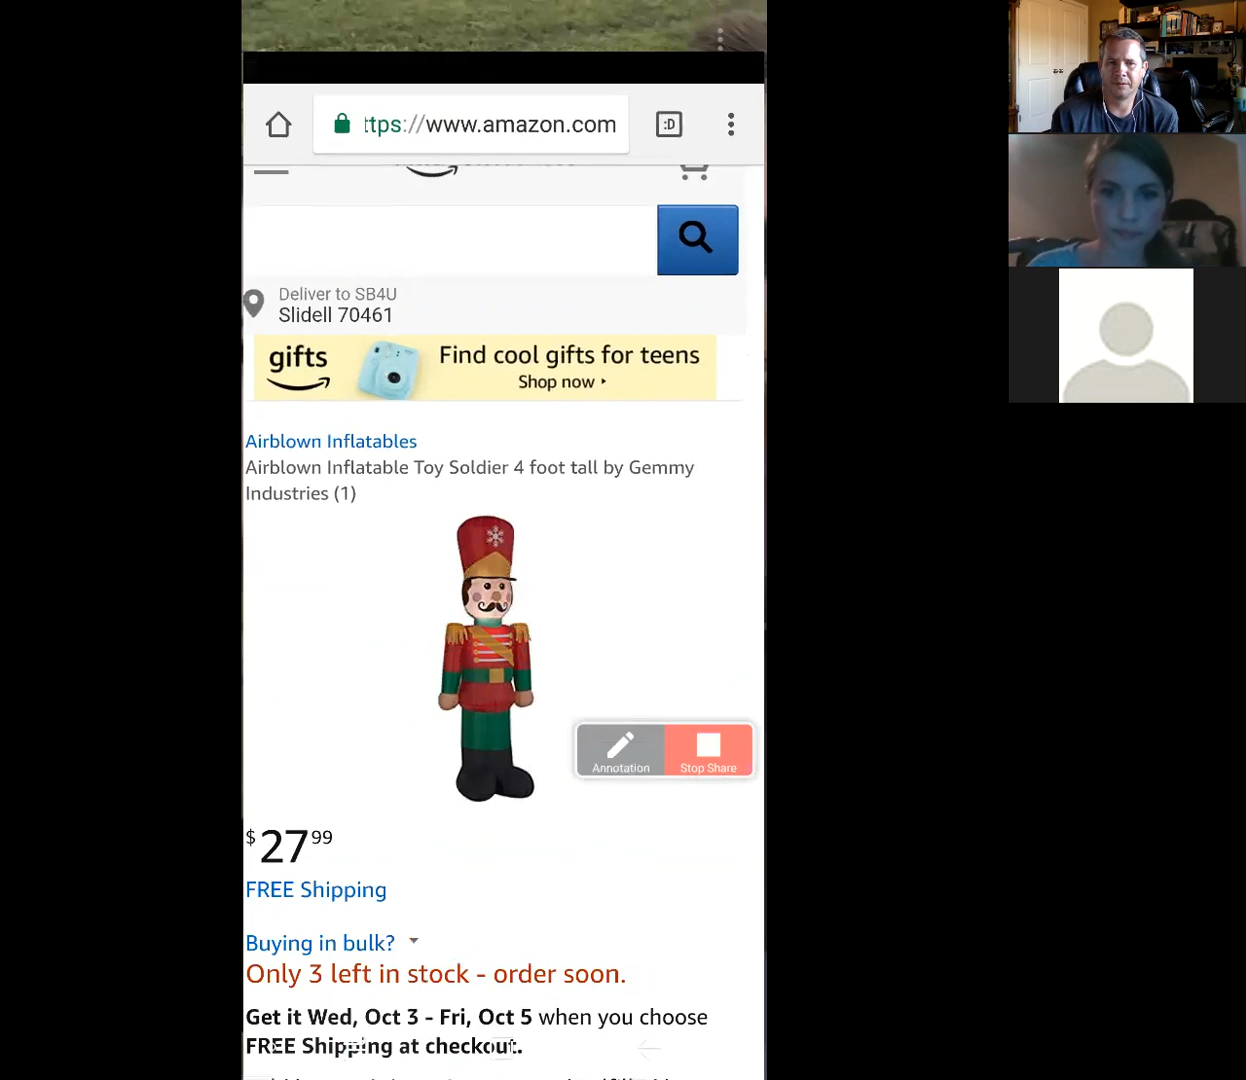 ttps://www.amazon.com
:D
Deliver to SB4U
Slidell 70461
gifts
Find cool gifts for teens
Shop now
Airblown Inflatables
Airblown Inflatable Toy Soldier 4 foot tall by Gemmy
Industries (1)
Annotation
Stop Share
$27 99
FREE Shipping
Buying in bulk?
Only 3 left in stock - order soon.
Get it Wed, Oct 3 - Fri, Oct 5 when you choose
FREE Shipping at checkout.